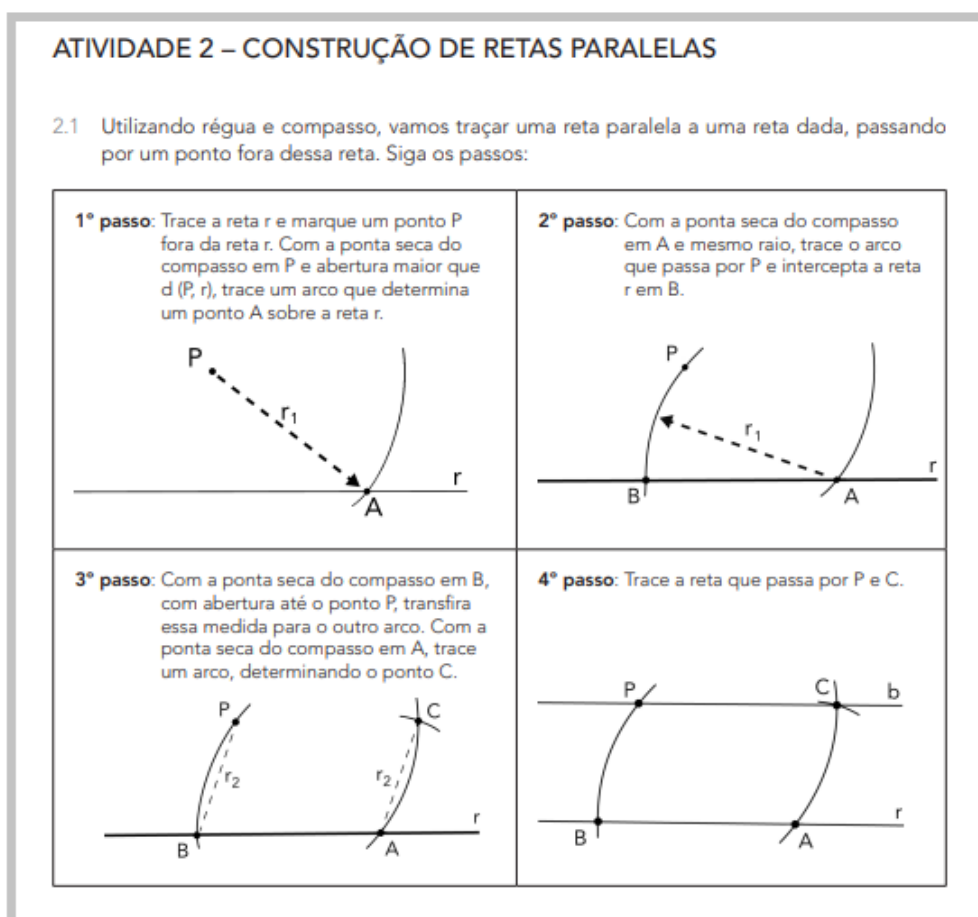 ATIVIDADE 2 – CONSTRUÇÃO DE RETAS PARALELAS
2.1 Utilizando régua e compasso, vamos traçar uma reta paralela a uma reta dada, passando
por um ponto fora dessa reta. Siga os passos:
1º passo: Trace a reta r e marque um ponto P
fora da reta r. Com a ponta seca do
compasso em P e abertura maior que
d (P, r), trace um arco que determina
um ponto A sobre a reta r.
P
r1
r
A
2º passo: Com a ponta seca do compasso
em A e mesmo raio, trace o arco
que passa por P e intercepta a reta
r em B.
P
r1
r
B
A
3º passo: Com a ponta seca do compasso em B,
com abertura até o ponto P, transfira
essa medida para o outro arco. Com a
ponta seca do compasso em A, trace
um arco, determinando o ponto C.
P
C
r2
r2
r
B
A
4º passo: Trace a reta que passa por P e C.
P
C
b
r
B
A